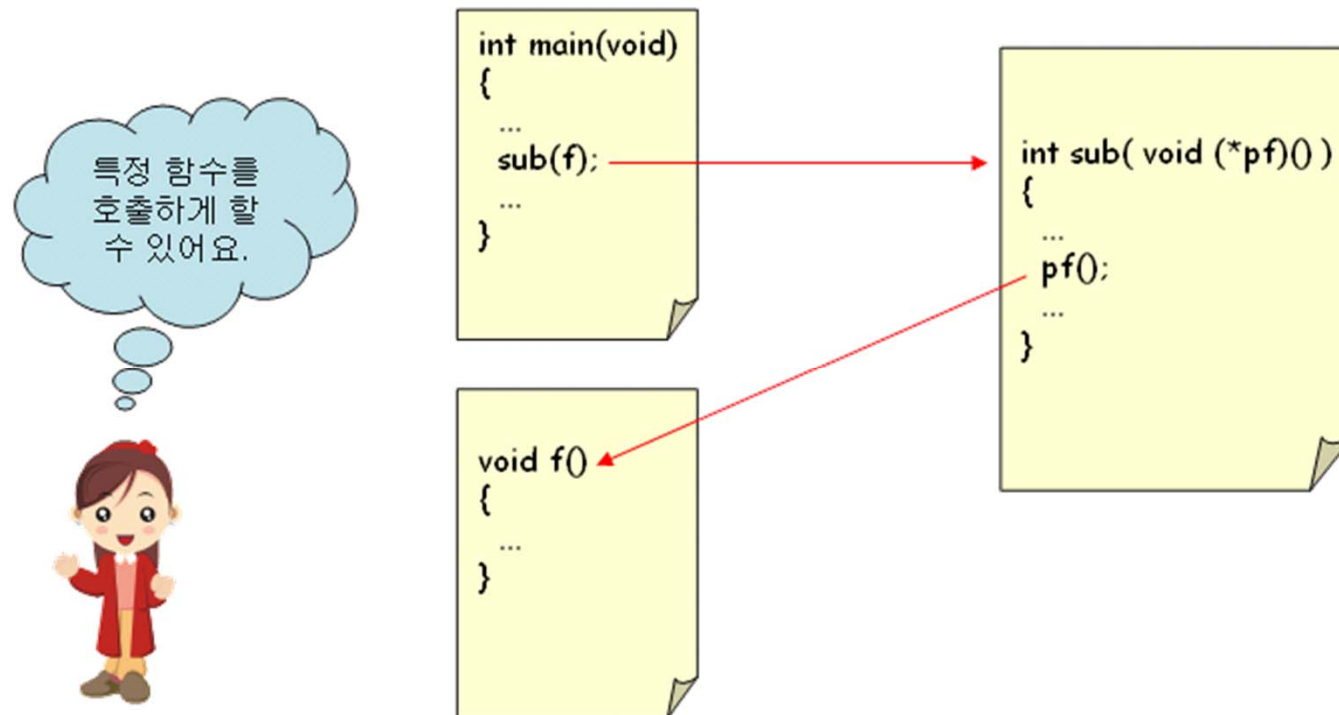 특정 함수를
호출하게 할
수 있어요.
int main(void)
{
...
sub(f);
...
}
void f()
{
...
}
int sub( void (*pf)() )
{
...
pf();
...
}